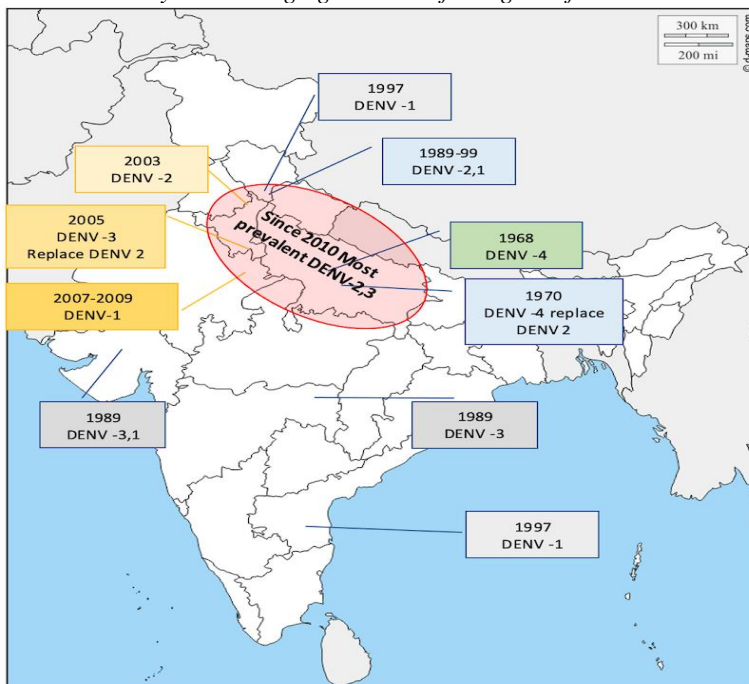 300 km
200 mi
© d-maps.com
1997
DENV -1
1989-99
DENV -2,1
2003
DENV -2
2005
DENV -3
Replace DENV 2
Since 2010 Most
prevalent DENV-2,3
1968
DENV -4
2007-2009
DENV-1
1970
DENV -4 replace
DENV 2
1989
DENV -3,1
1989
DENV -3
1997
DENV -1